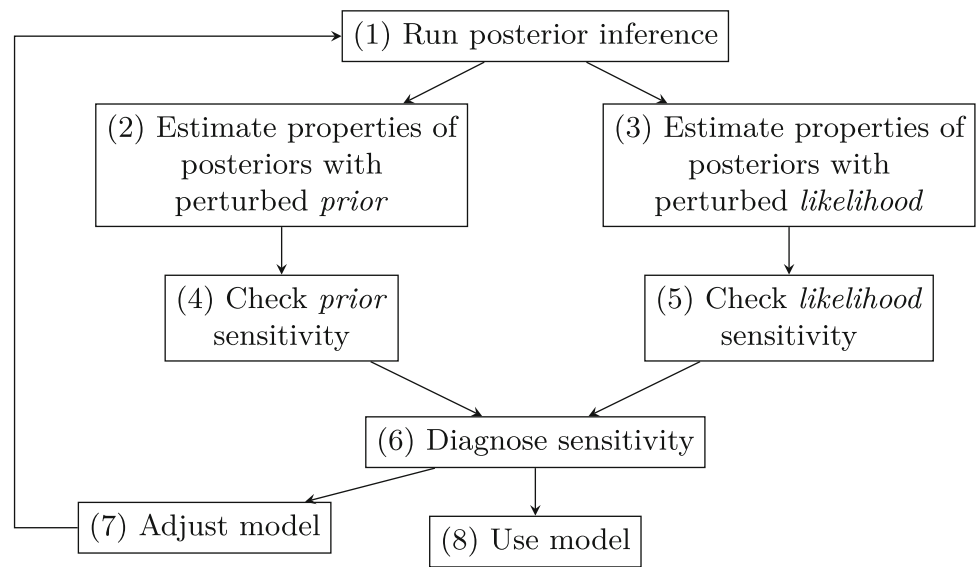 (1) Run posterior inference
(2) Estimate properties of
posteriors with
perturbed prior
(3) Estimate properties of
posteriors with
perturbed likelihood
(4) Check prior
sensitivity
(5) Check likelihood
sensitivity
(6) Diagnose sensitivity
(7) Adjust model
(8) Use model